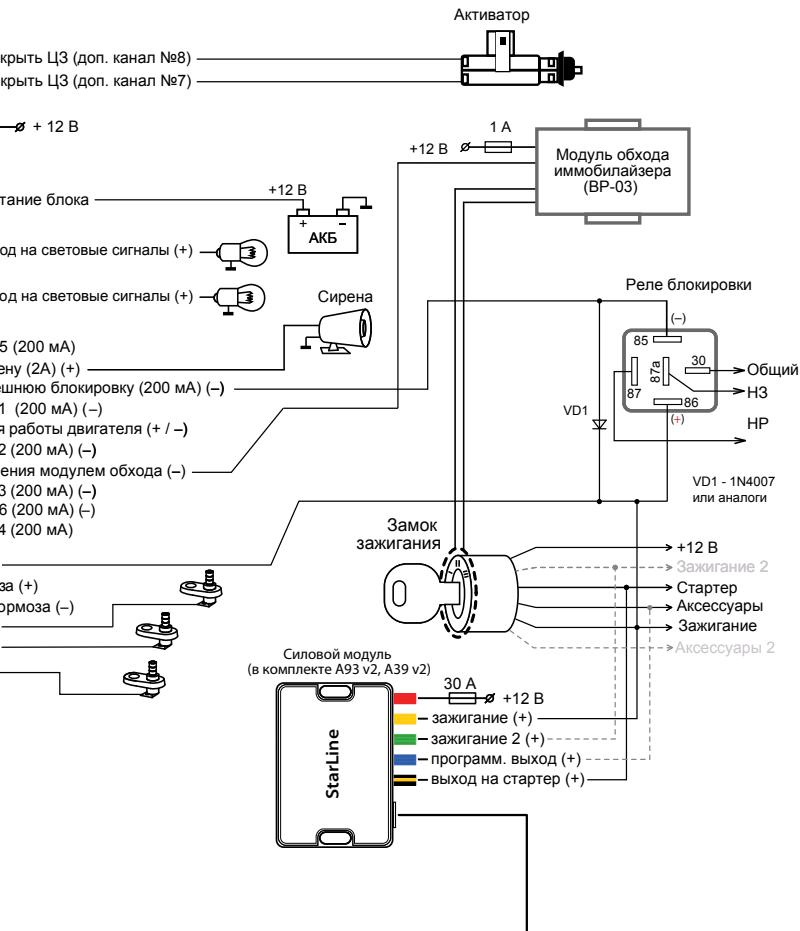 Активатор
крыть ЦЗ (доп. канал №8)
крыть ЦЗ (доп. канал №7)
+ 12 В
1 А
+12 В
Модуль обхода
иммобилайзера
(BP-03)
тание блока
+12 В
+ –
АКБ
од на световые сигналы (+)
од на световые сигналы (+)
Сирена
Реле блокировки
(–)
85
87a
30
87
86
(+)
Общий
НЗ
НР
5 (200 мА)
ену (2А) (+)
ешнюю блокировку (200 мА) (–)
1 (200 мА) (–)
я работы двигателя (+ / –)
2 (200 мА) (–)
ения модулем обхода (–)
3 (200 мА) (–)
6 (200 мА) (–)
4 (200 мА)
VD1
VD1 - 1N4007
или аналоги
Замок
зажигания
II
+12 В
Зажигание 2
Стартер
Аксессуары
Зажигание
Аксессуары 2
за (+)
ормоза (–)
Силовой модуль
(в комплекте A93 v2, A39 v2)
StarLine
30 А
+12 В
зажигание (+)
зажигание 2 (+)
программ. выход (+)
выход на стартер (+)